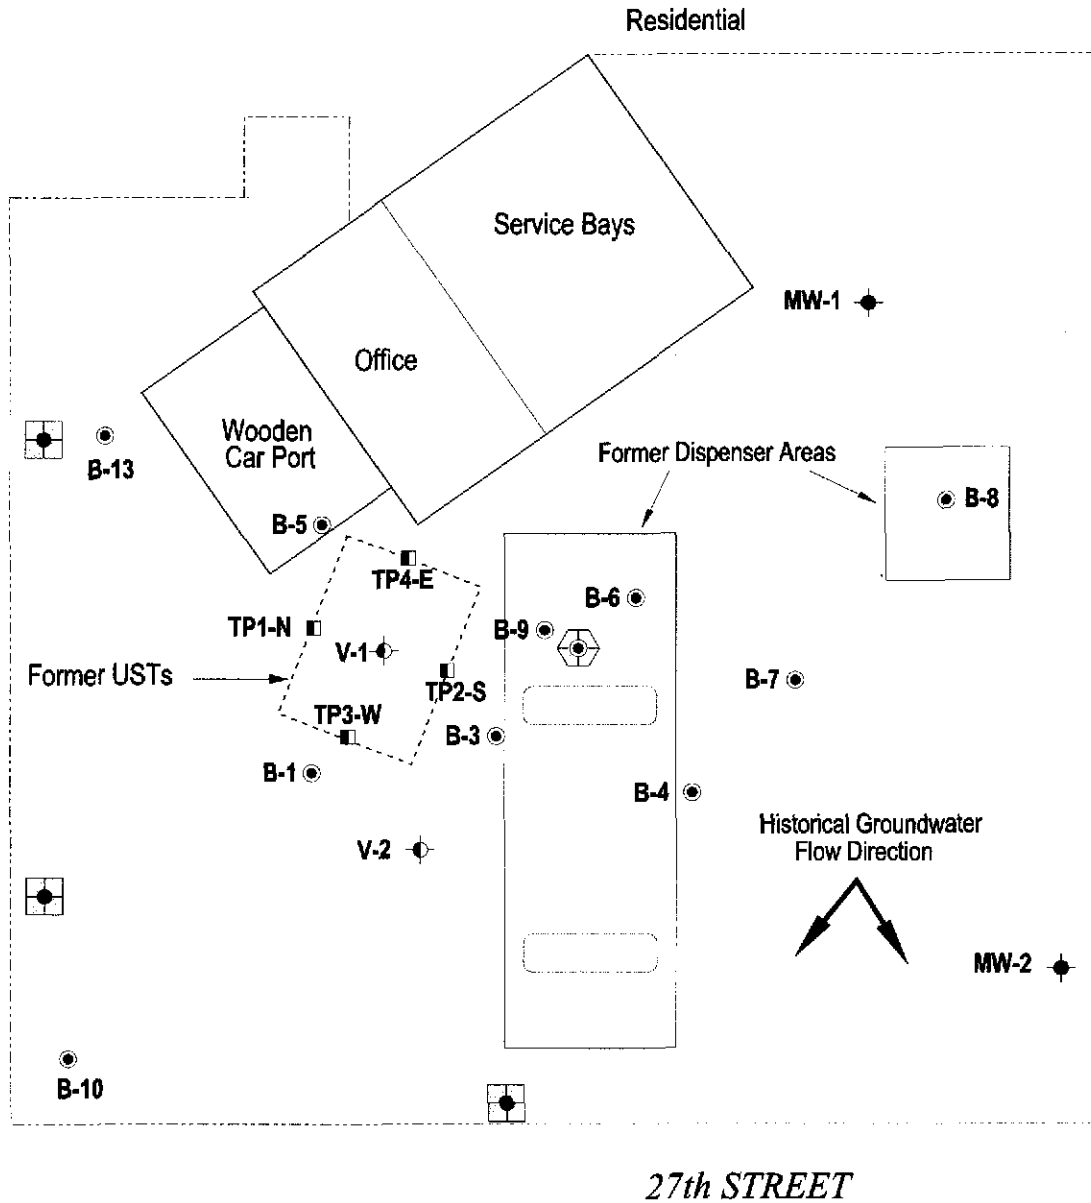 Residential
Service Bays
MW-1
Office
Wooden
Car Port
B-13
Former Dispenser Areas
B-8
B-5
TP4-E
B-6
TP1-N
B-9
V-1
Former USTs
TP2-S
B-7
TP3-W
B-3
B-1
B-4
Historical Groundwater
Flow Direction
V-2
MW-2
B-10
27th STREET